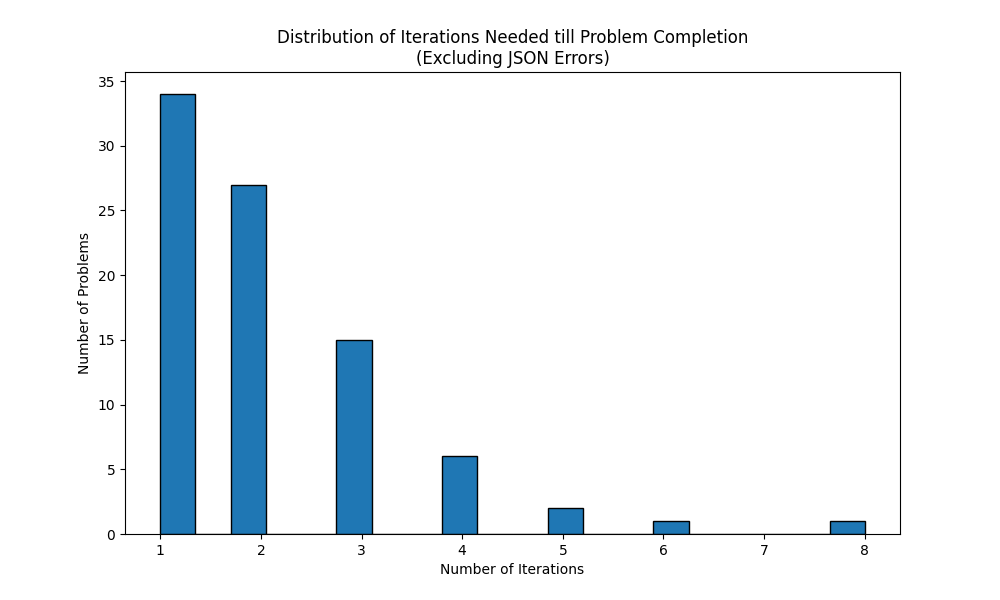 Distribution of Iterations Needed till Problem Completion
(Excluding JSON Errors)
35
30
25
20
15
10
5
0
Number of Problems
1 2 3 4 5 6 7 8
Number of Iterations